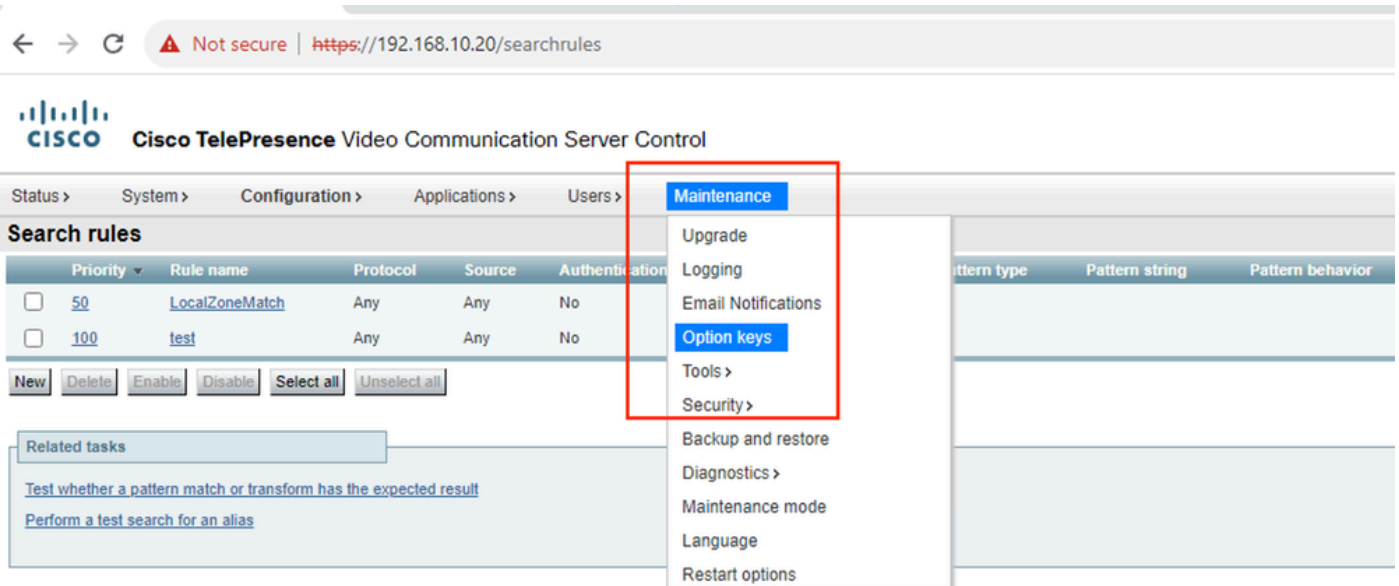 Not secure | https://192.168.10.20/searchrules
CISCO Cisco TelePresence Video Communication Server Control
Status > System > Configuration > Applications > Users > Maintenance
Search rules
Priority Rule name Protocol Source Authentication ttern type Pattern string Pattern behavior
50 LocalZoneMatch Any Any No
100 test Any Any No
New Delete Enable Disable Select all Unselect all
Related tasks
Test whether a pattern match or transform has the expected result
Perform a test search for an alias
Upgrade
Logging
Email Notifications
Option keys
Tools >
Security >
Backup and restore
Diagnostics >
Maintenance mode
Language
Restart options